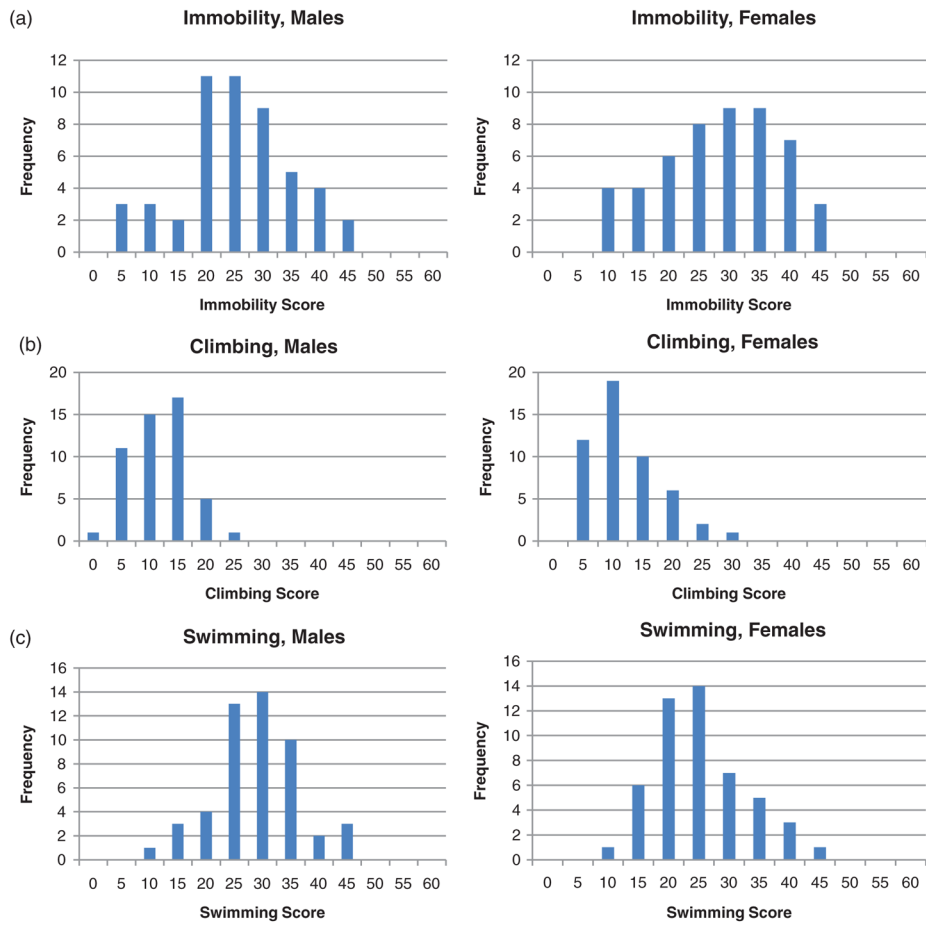 (a)
Immobility, Males
12
10
8
6
4
2
0
Frequency
0 5 10 15 20 25 30 35 40 45 50 55 60
Immobility Score
Immobility, Females
12
10
8
6
4
2
0
Frequency
0 5 10 15 20 25 30 35 40 45 50 55 60
Immobility Score
(b)
Climbing, Males
20
15
10
5
0
Frequency
0 5 10 15 20 25 30 35 40 45 50 55 60
Climbing Score
Climbing, Females
20
15
10
5
0
Frequency
0 5 10 15 20 25 30 35 40 45 50 55 60
Climbing Score
(c)
Swimming, Males
16
14
12
10
8
6
4
2
0
Frequency
0 5 10 15 20 25 30 35 40 45 50 55 60
Swimming Score
Swimming, Females
16
14
12
10
8
6
4
2
0
Frequency
0 5 10 15 20 25 30 35 40 45 50 55 60
Swimming Score